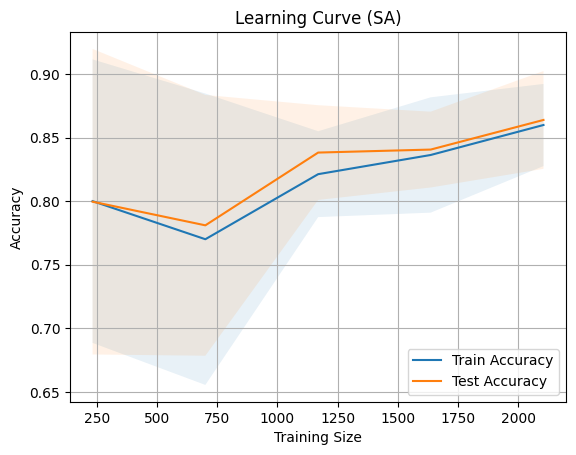 Learning Curve (SA)
Accuracy
0.90
0.85
0.80
0.75
0.70
0.65
250 500 750 1000 1250 1500 1750 2000
Training Size
Train Accuracy
Test Accuracy